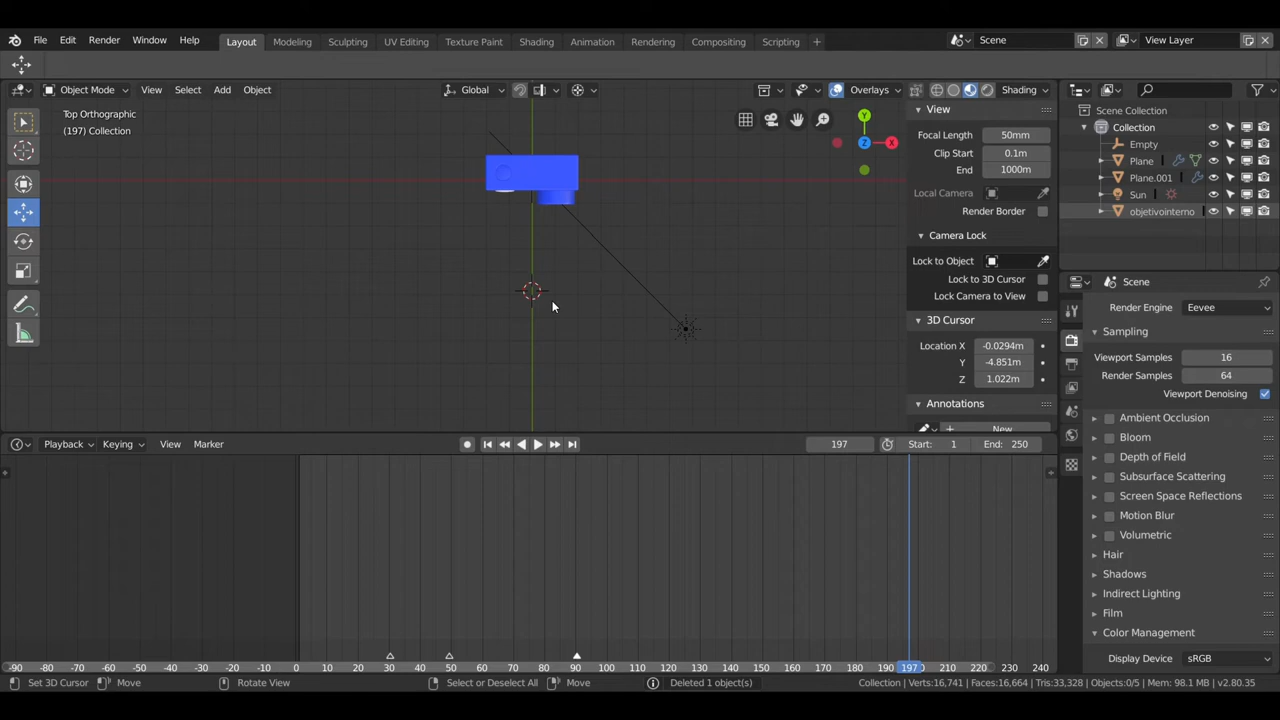 File Edit Render Window Help Layout Modeling Sculpting UV Editing Texture Paint Shading Animation Rendering Compositing Scripting + Scene View Layer
Object Mode View Select Add Object Global Overlays Shading
Top Orthographic
(197) Collection
Y
X
Z
View
Focal Length 50mm
Clip Start 0.1m
End 1000m
Local Camera
Render Border
Camera Lock
Lock to Object
Lock to 3D Cursor
Lock Camera to View
3D Cursor
Location X -0.0294m
Y -4.851m
Z 1.022m
Annotations
New
Scene Collection
Collection
Empty
Plane
Plane.001
Sun
objetivointerno
Scene
Render Engine Eevee
Sampling
Viewport Samples 16
Render Samples 64
Viewport Denoising
Ambient Occlusion
Bloom
Depth of Field
Subsurface Scattering
Screen Space Reflections
Motion Blur
Volumetric
Hair
Shadows
Indirect Lighting
Film
Color Management
Display Device sRGB
Playback Keying View Marker 197 Start: 1 End: 250
-90 -80 -70 -60 -50 -40 -30 -20 -10 0 10 20 30 40 50 60 70 80 90 100 110 120 130 140 150 160 170 180 190 197 210 220 230 240
Set 3D Cursor Move Rotate View Select or Deselect All Move Deleted 1 object(s) Collection | Verts:16,741 | Faces:16,664 | Tris:33,328 | Objects:0/5 | Mem: 98.1 MB | v2.80.35